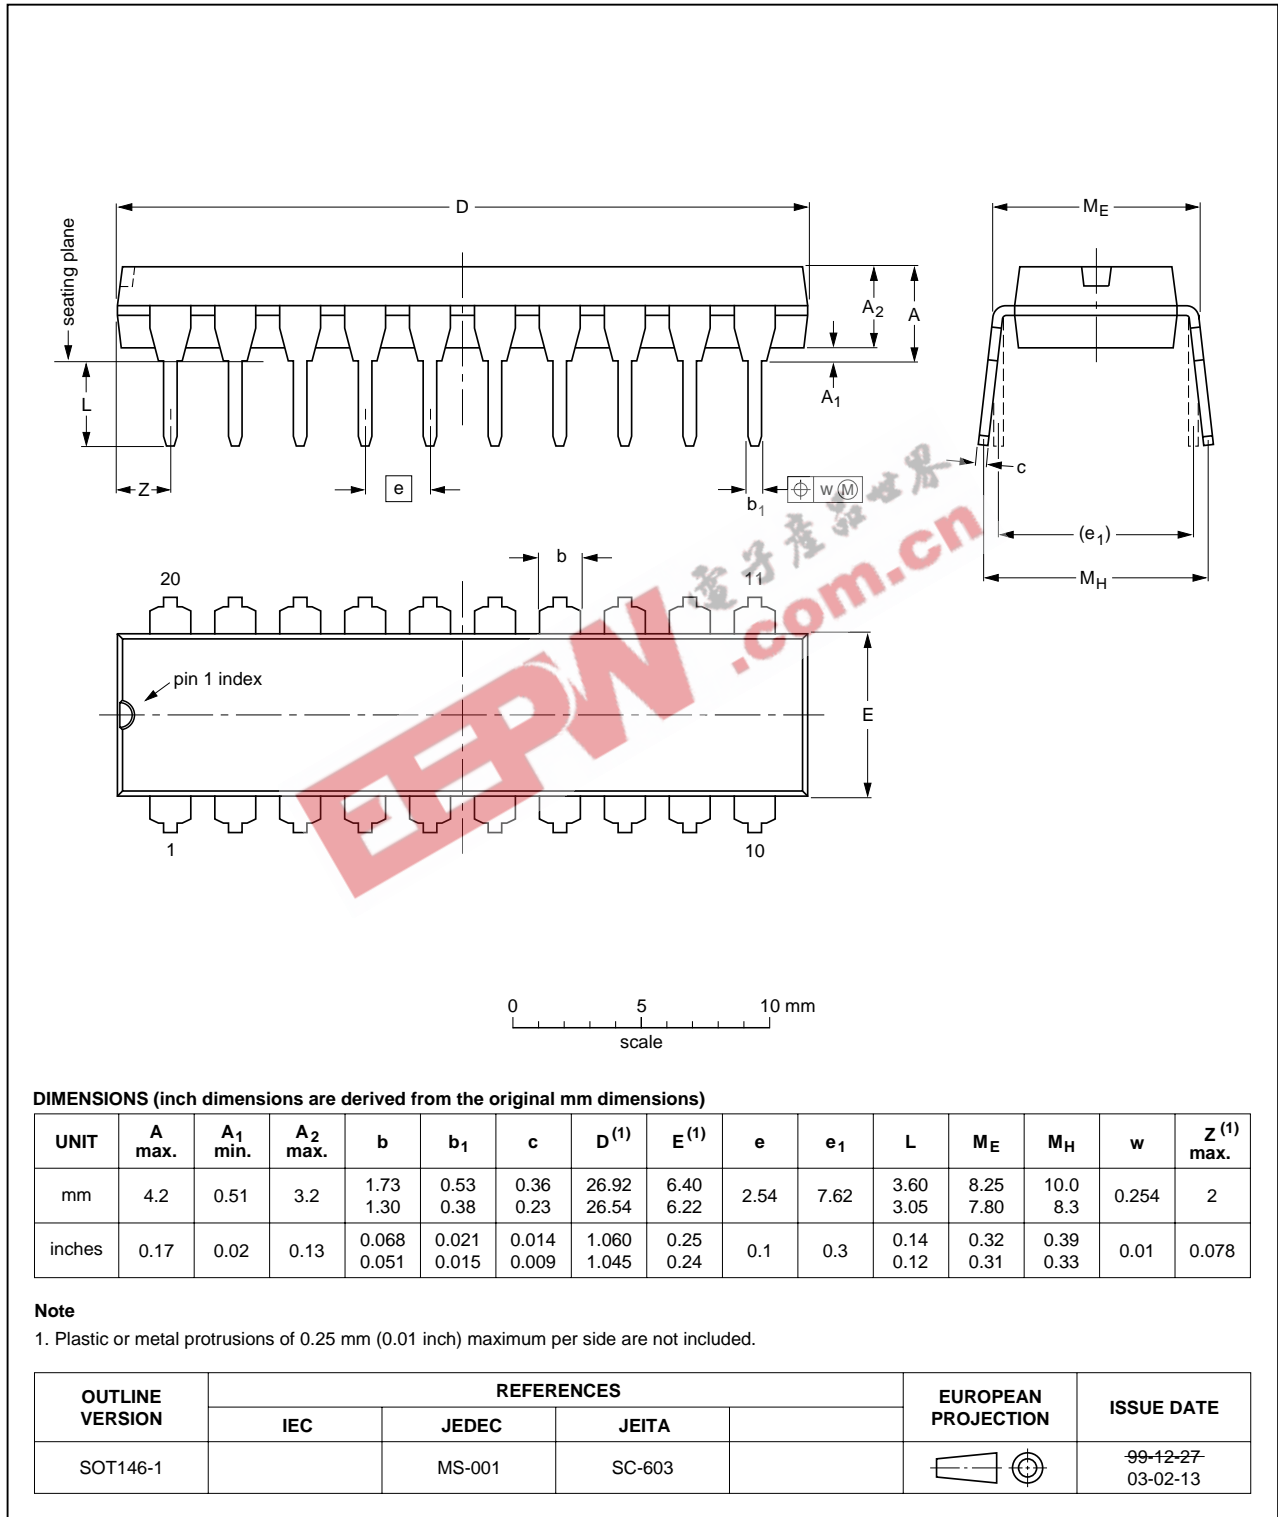 D
M_E
seating plane
A2
A
A1
L
Z
e
b1
w M
c
(e1)
M_H
b
20
11
pin 1 index
E
1
10
電子產品世界
EEPW
.com.cn
0 5 10 mm
scale
DIMENSIONS (inch dimensions are derived from the original mm dimensions)
UNIT A max. A1 min. A2 max. b b1 c D(1) E(1) e e1 L ME MH w Z(1) max.
mm 4.2 0.51 3.2 1.73 1.30 0.53 0.38 0.36 0.23 26.92 26.54 6.40 6.22 2.54 7.62 3.60 3.05 8.25 7.80 10.0 8.3 0.254 2
inches 0.17 0.02 0.13 0.068 0.051 0.021 0.015 0.014 0.009 1.060 1.045 0.25 0.24 0.1 0.3 0.14 0.12 0.32 0.31 0.39 0.33 0.01 0.078
Note
1. Plastic or metal protrusions of 0.25 mm (0.01 inch) maximum per side are not included.
OUTLINE VERSION REFERENCES EUROPEAN PROJECTION ISSUE DATE
IEC JEDEC JEITA
SOT146-1 MS-001 SC-603 99-12-27
03-02-13